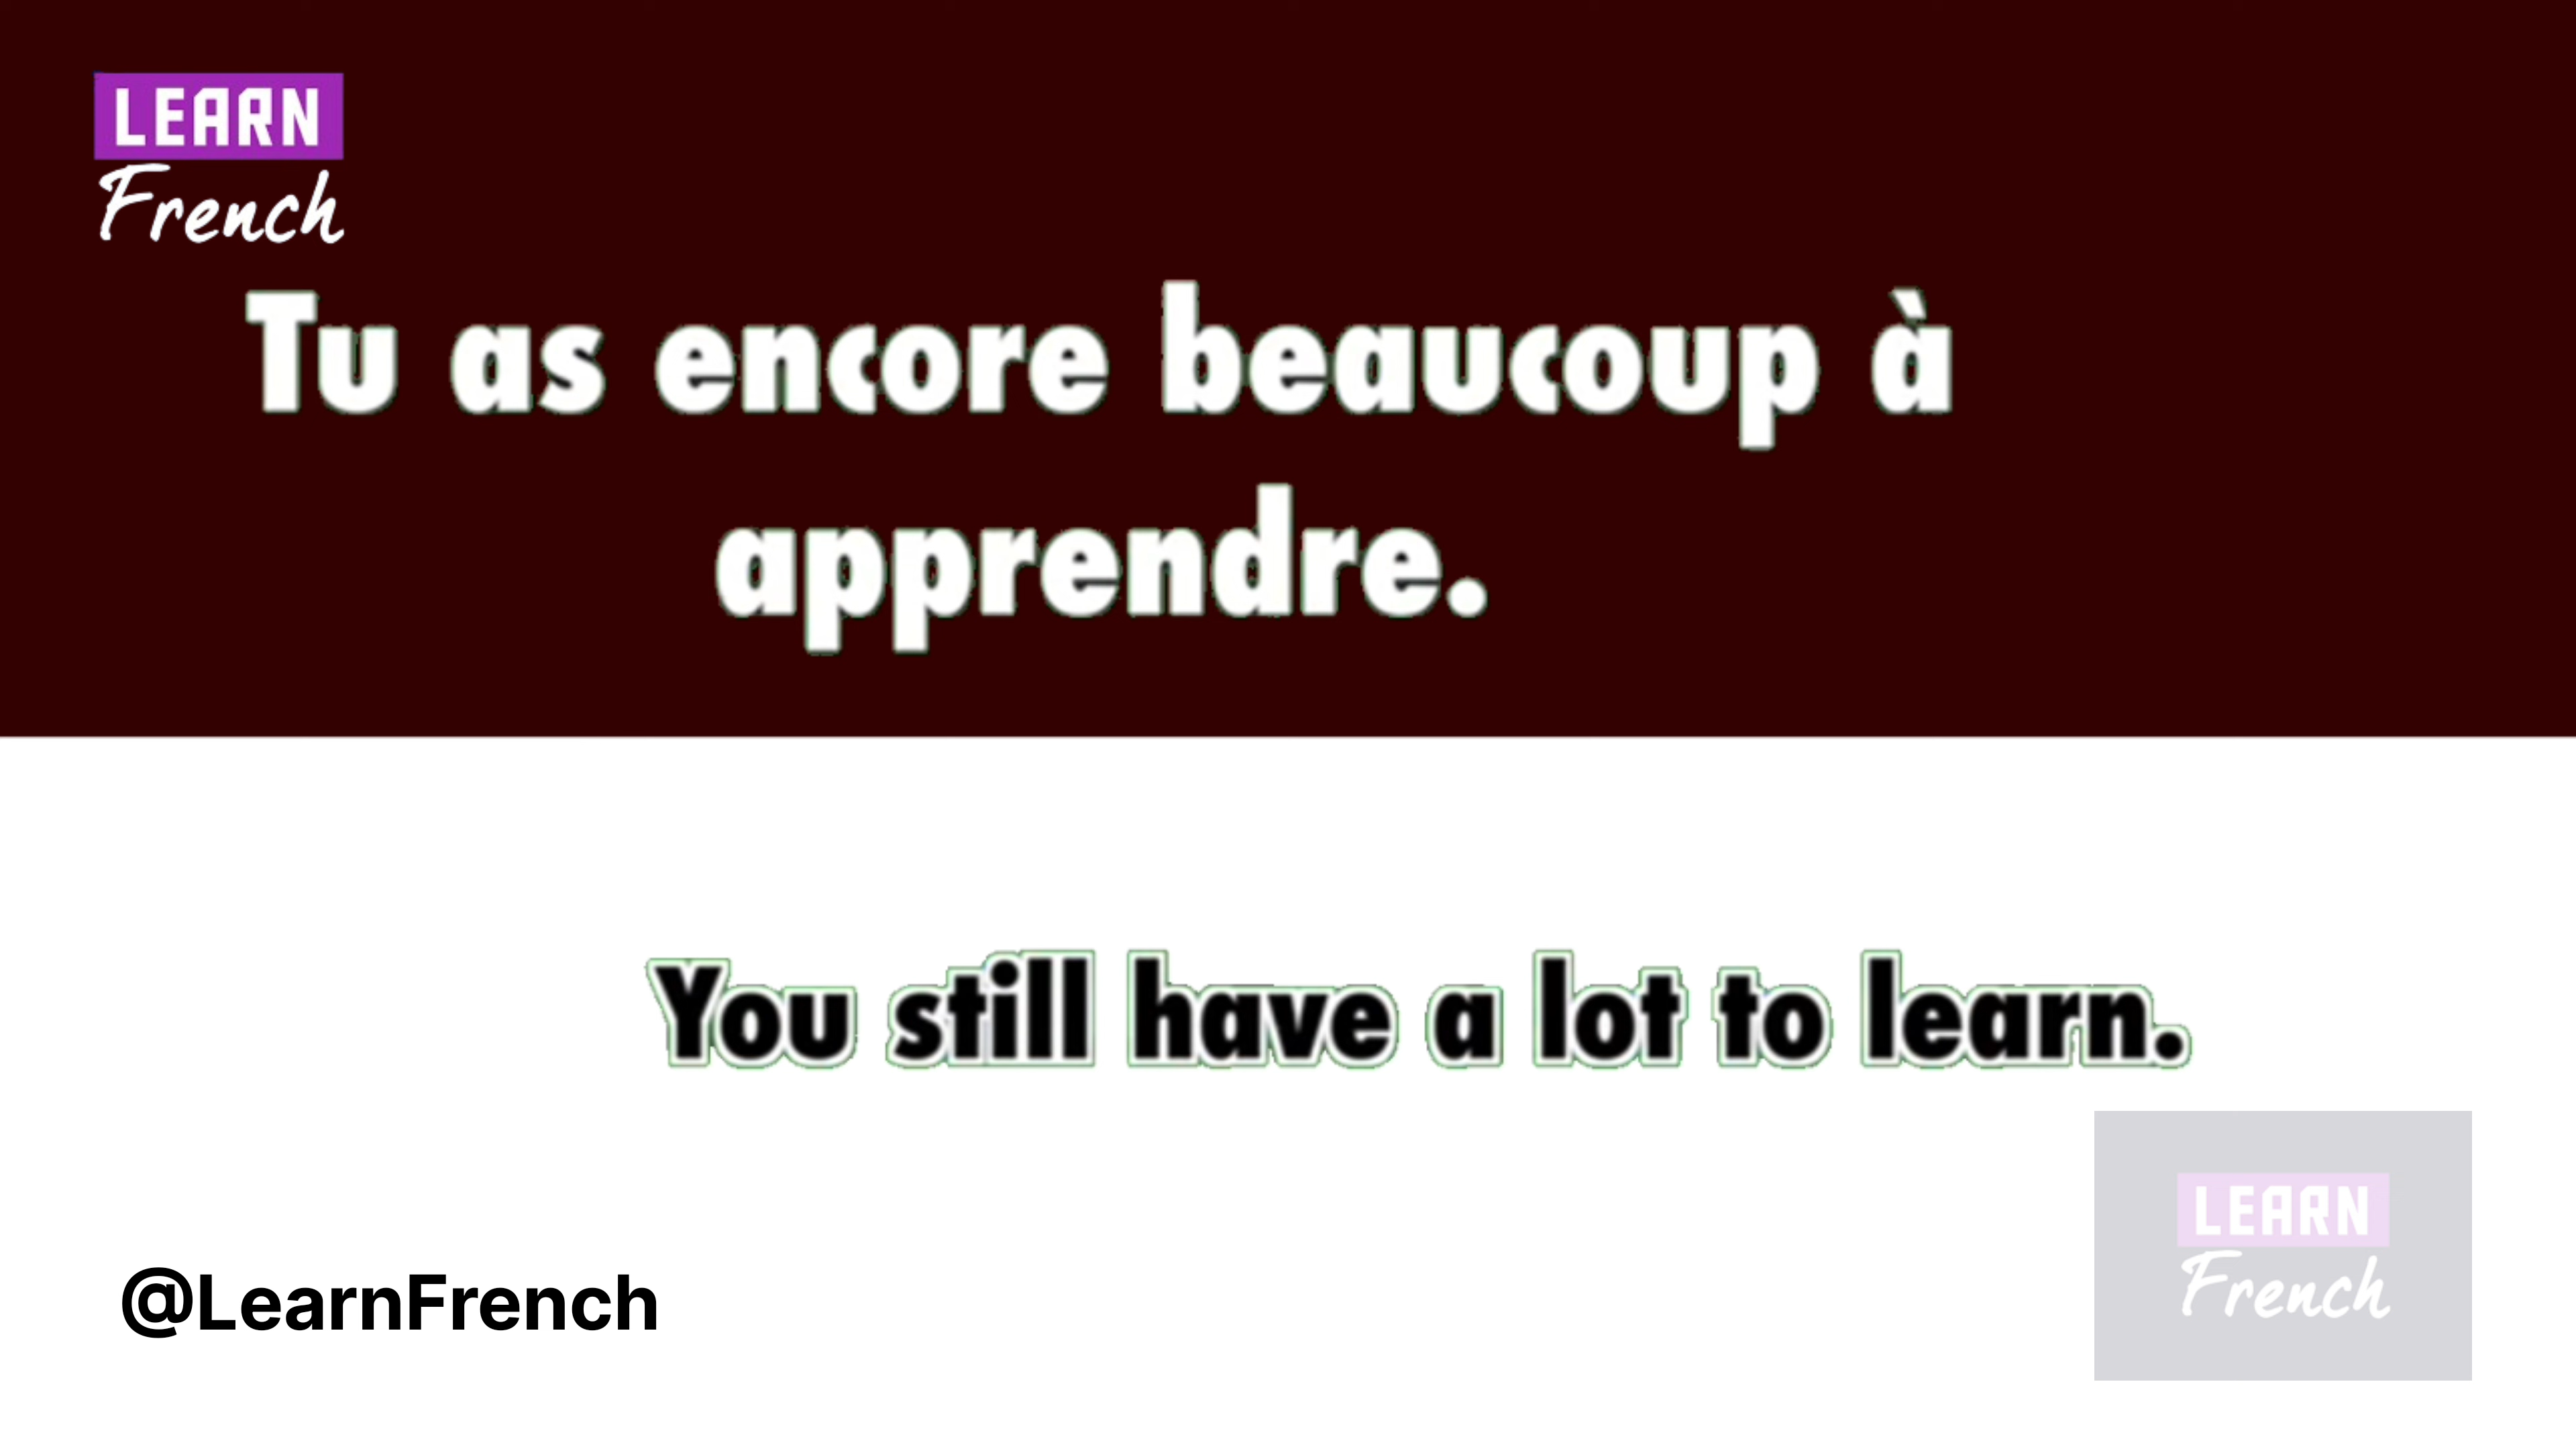 LEARN
French
Tu as encore beaucoup à
apprendre.
You still have a lot to learn.
LEARN
French
@LearnFrench